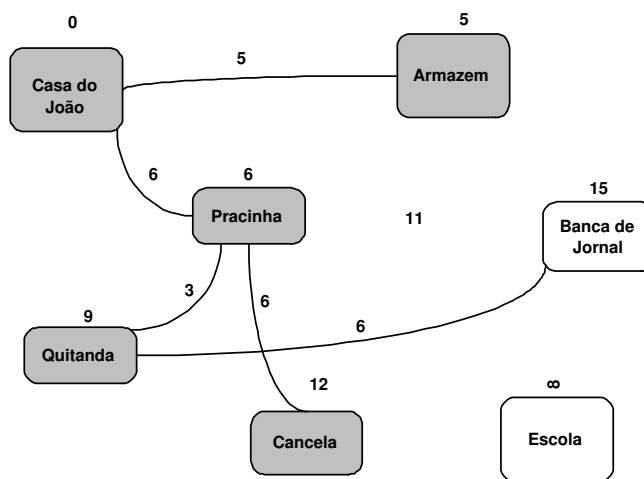 0
5
5
Casa do
João
Armazem
6
6
15
Pracinha
11
Banca de
Jornal
3
6
9
6
Quitanda
12
∞
Cancela
Escola